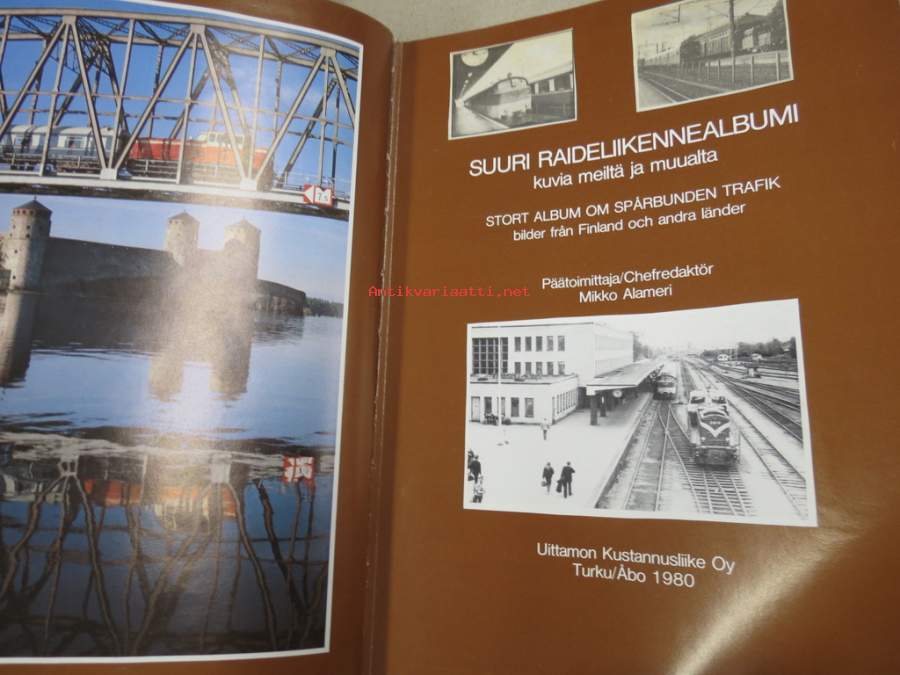 SUURI RAIDELIIKENNEALBUMI
kuvia meiltä ja muualta
STORT ALBUM OM SPÅRBUNDEN TRAFIK
bilder från Finland och andra länder
Päätoimittaja/Chefredaktör
Mikko Alameri
Antikvariaatti.net
Uittamon Kustannusliike Oy
Turku/Åbo 1980